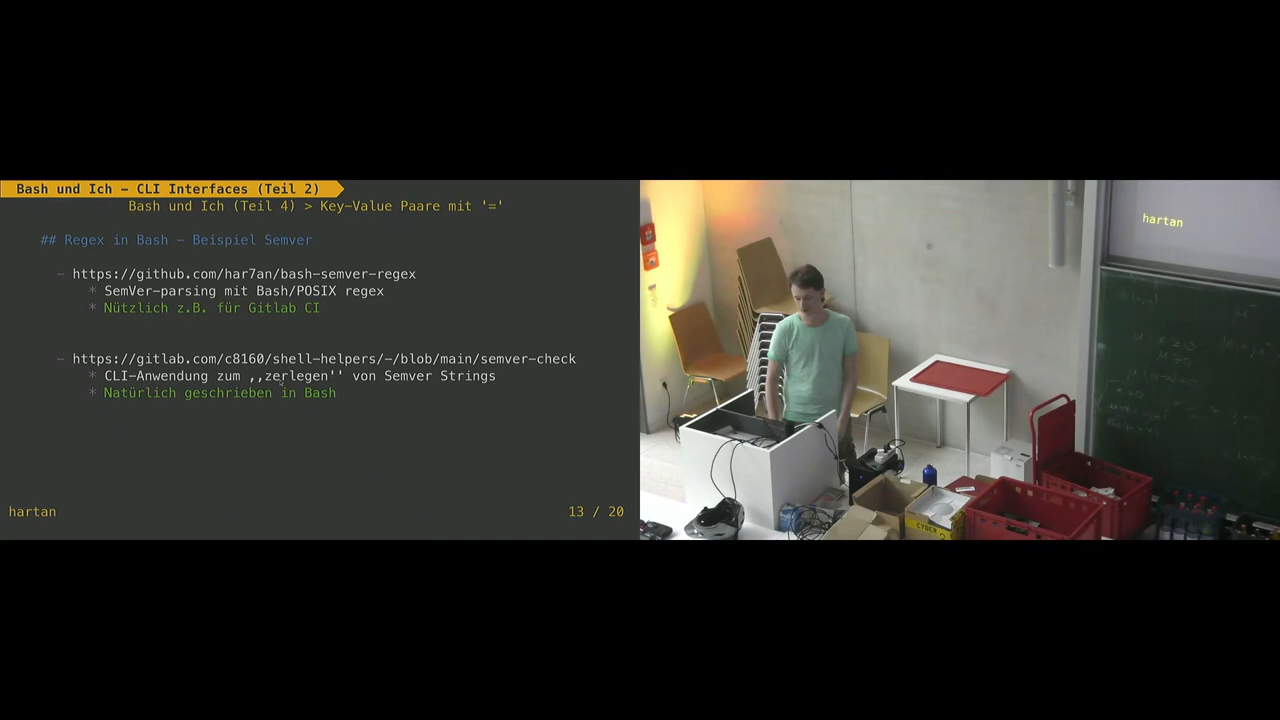 Bash und Ich - CLI Interfaces (Teil 2)
Bash und Ich (Teil 4) > Key-Value Paare mit '='
## Regex in Bash - Beispiel Semver
- https://github.com/har7an/bash-semver-regex
* SemVer-parsing mit Bash/POSIX regex
* Nützlich z.B. für Gitlab CI
- https://gitlab.com/c8160/shell-helpers/-/blob/main/semver-check
* CLI-Anwendung zum ,,zerlegen'' von Semver Strings
* Natürlich geschrieben in Bash
hartan
13 / 20
hartan
CYBER